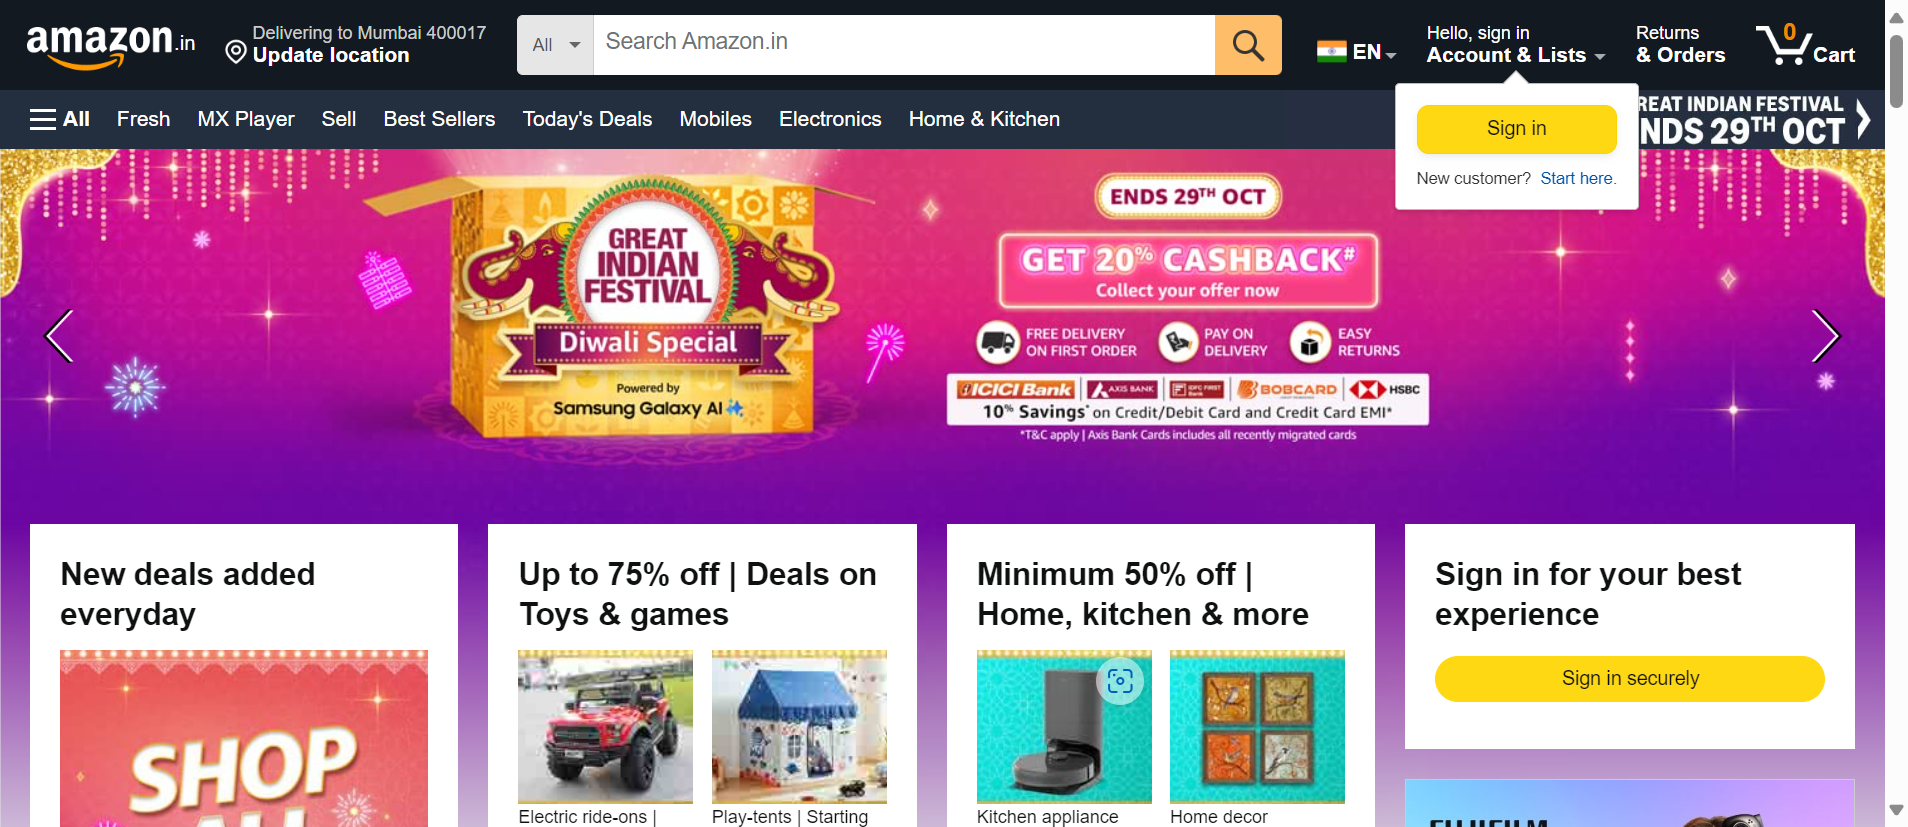 amazon.in
Delivering to Mumbai 400017
Update location
All
Search Amazon.in
EN
Hello, sign in
Account & Lists
Returns
& Orders
0
Cart
All
Fresh
MX Player
Sell
Best Sellers
Today's Deals
Mobiles
Electronics
Home & Kitchen
REAT INDIAN FESTIVAL
NDS 29TH OCT
Sign in
New customer? Start here.
GREAT
INDIAN
FESTIVAL
Diwali Special
Powered by
Samsung Galaxy AI
ENDS 29TH OCT
GET 20% CASHBACK#
Collect your offer now
FREE DELIVERY
ON FIRST ORDER
PAY ON
DELIVERY
EASY
RETURNS
ICICI Bank
AXIS BANK
IDFC FIRST
Bank
BOBCARD
HSBC
10% Savings* on Credit/Debit Card and Credit Card EMI*
*T&C apply | Axis Bank Cards includes all recently migrated cards
New deals added
everyday
SHOP
ALL
Up to 75% off | Deals on
Toys & games
Electric ride-ons |
Play-tents | Starting
Minimum 50% off |
Home, kitchen & more
Kitchen appliance
Home decor
Sign in for your best
experience
Sign in securely
FUJIFILM